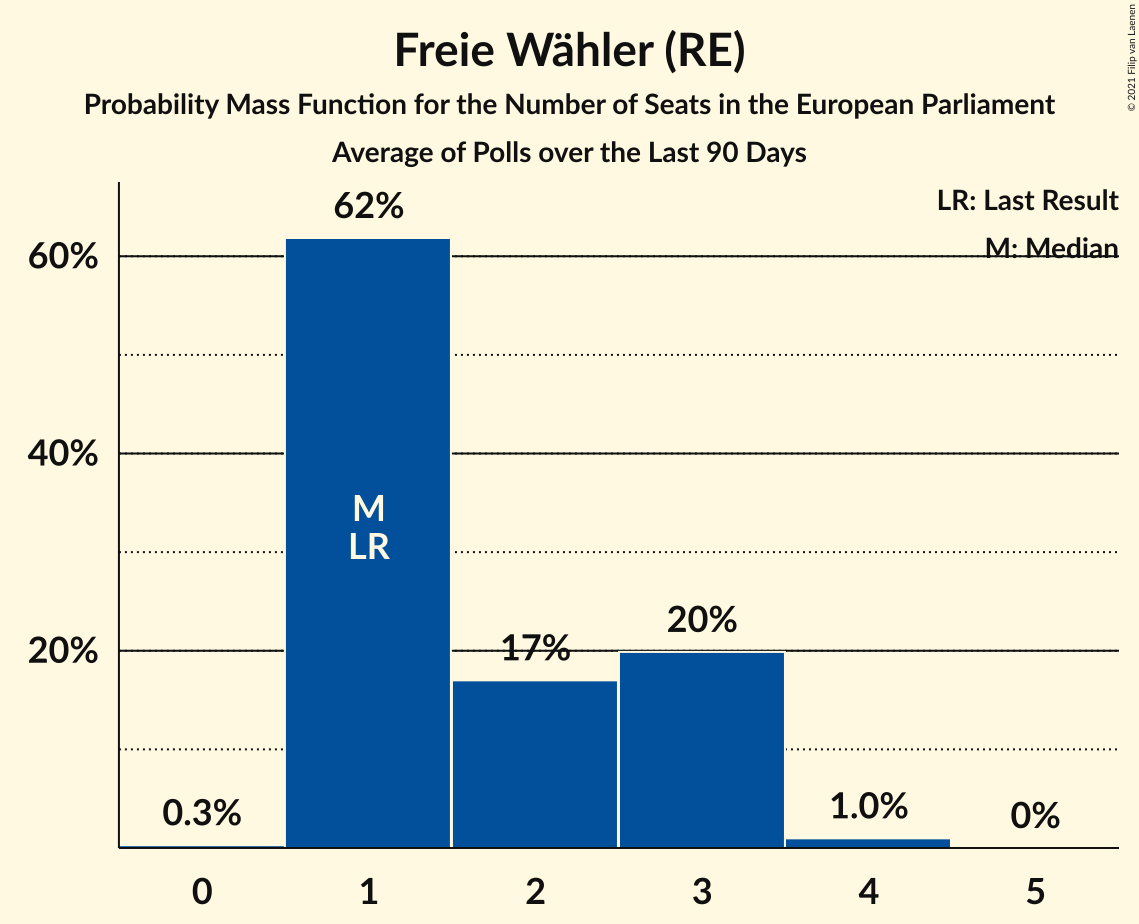 Freie Wähler (RE)
Probability Mass Function for the Number of Seats in the European Parliament
Average of Polls over the Last 90 Days
© 2021 Filip van Laenen
LR: Last Result
M: Median
62%
60%
40%
M
LR
20%
20%
17%
0.3%
1.0%
0%
0 1 2 3 4 5